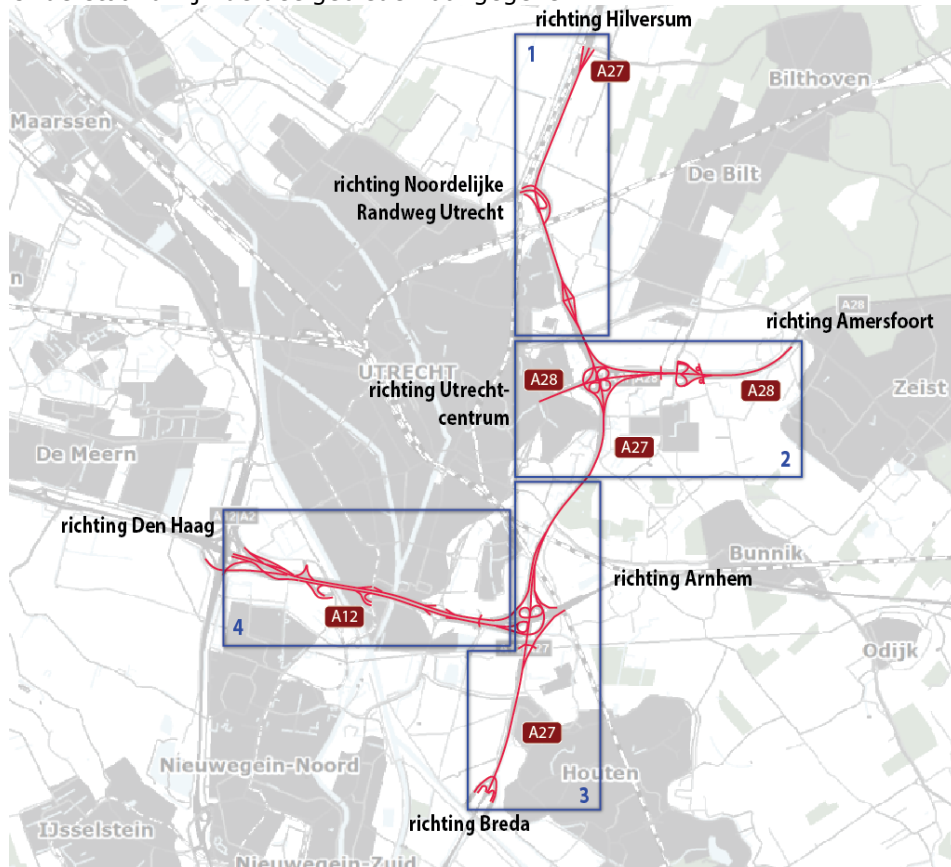 richting Hilversum
1
A27
Bilthoven
Maarssen
De Bilt
richting Noordelijke
Randweg Utrecht
A28
richting Amersfoort
UTRECHT
richting Utrecht-
centrum
A28
A28
A28
Zeist
A27
De Meern
2
richting Den Haag
A2
Bunnik
richting Arnhem
A12
4
Odijk
A27
Nieuwegein-Noord
Houten
3
richting Breda
IJsselstein
Nieuwegein-Zuid